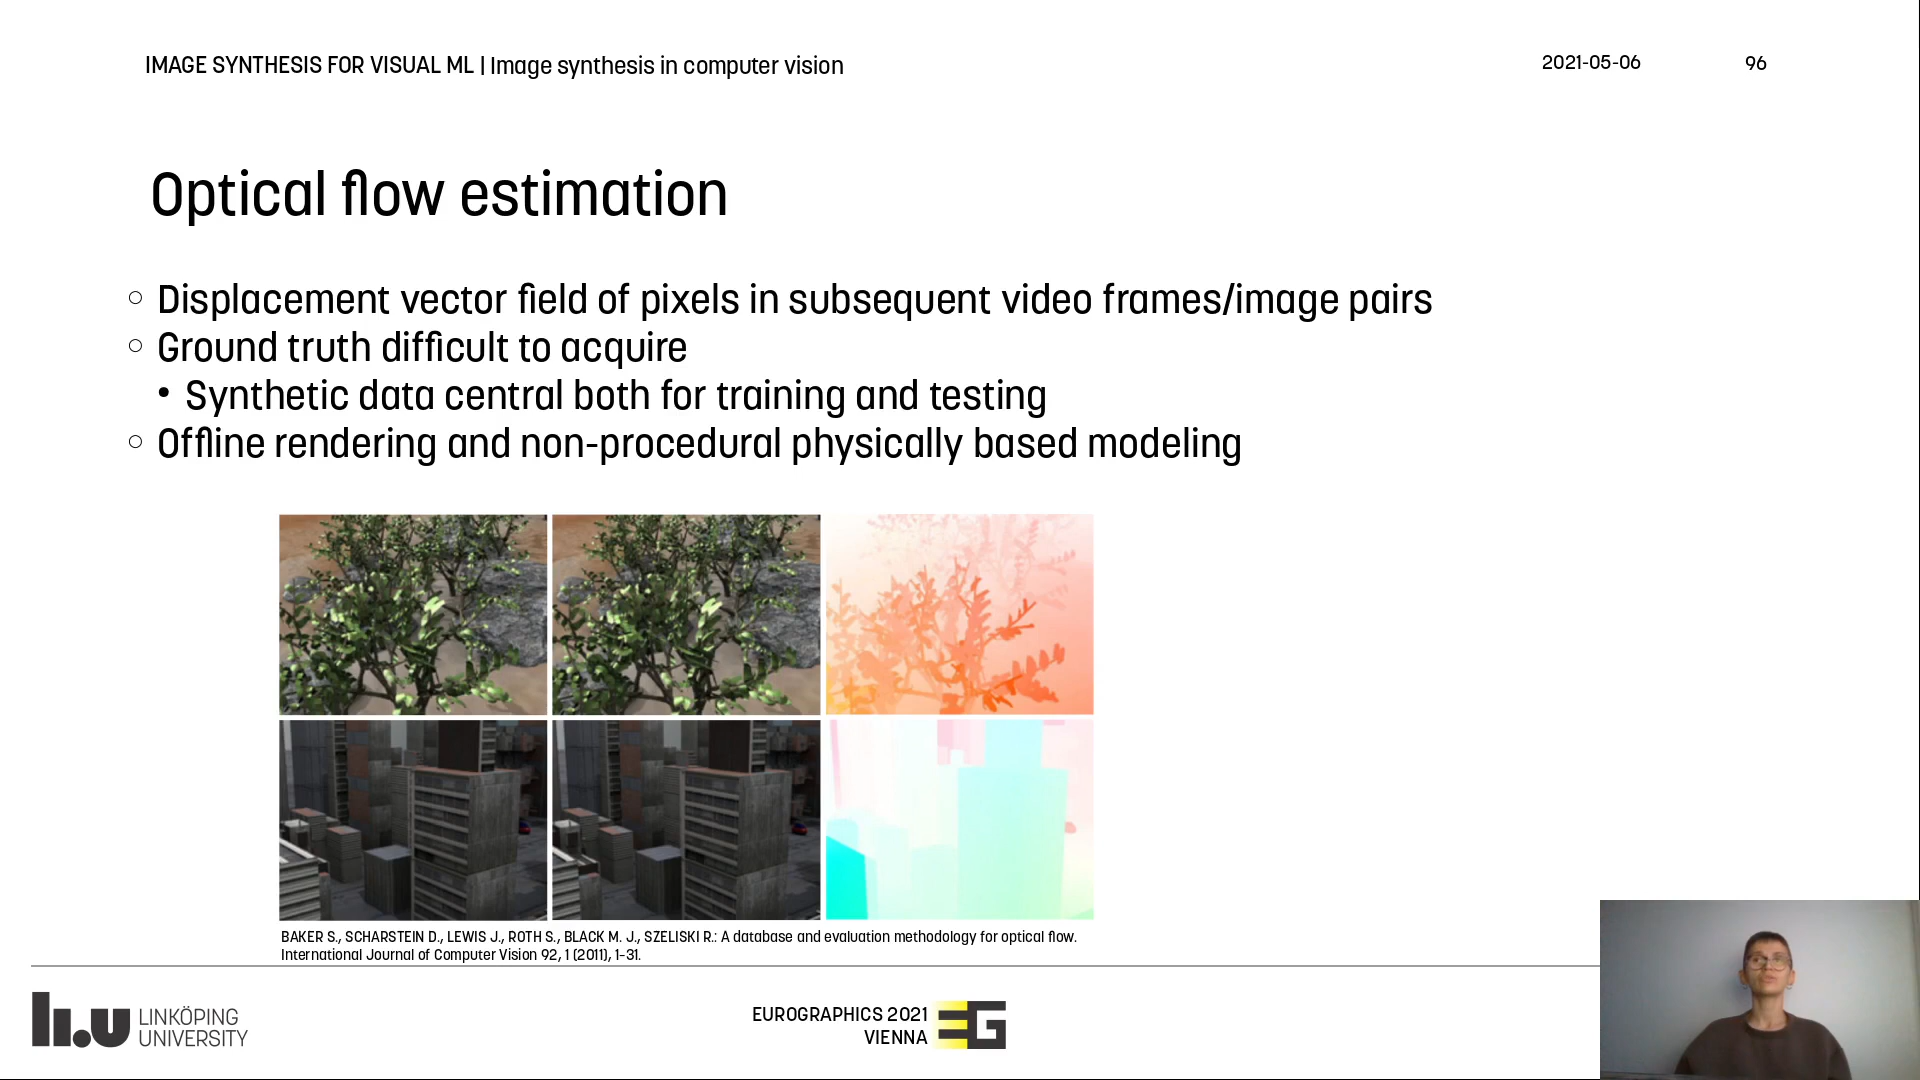 IMAGE SYNTHESIS FOR VISUAL ML | Image synthesis in computer vision
2021-05-06
96
Optical flow estimation
○ Displacement vector field of pixels in subsequent video frames/image pairs
○ Ground truth difficult to acquire
• Synthetic data central both for training and testing
○ Offline rendering and non-procedural physically based modeling
BAKER S., SCHARSTEIN D., LEWIS J., ROTH S., BLACK M. J., SZELISKI R.: A database and evaluation methodology for optical flow.
International Journal of Computer Vision 92, 1 (2011), 1–31.
li.u LINKÖPING
UNIVERSITY
EUROGRAPHICS 2021
VIENNA
EG